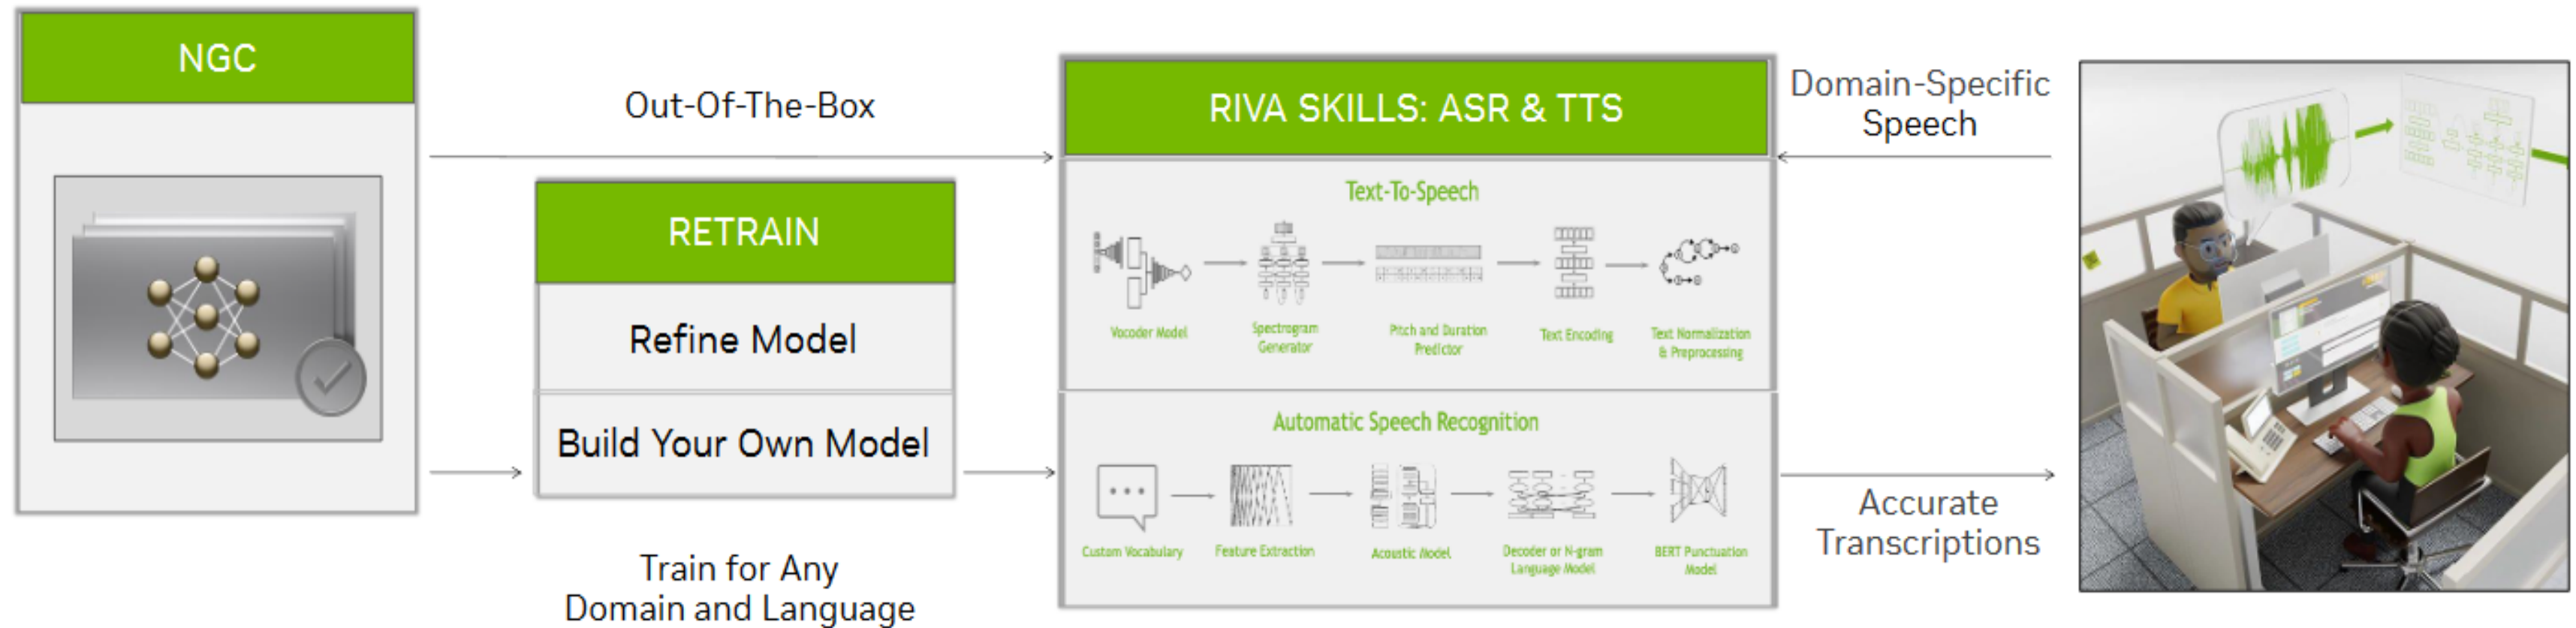 NGC
Out-Of-The-Box
RETRAIN
Refine Model
Build Your Own Model
Train for Any
Domain and Language
RIVA SKILLS: ASR & TTS
Text-To-Speech
Vocoder Model
Spectrogram
Generator
Pitch and Duration
Predictor
Text Encoding
Text Normalization
& Preprocessing
Automatic Speech Recognition
Custom Vocabulary
Feature Extraction
Acoustic Model
Decoder or N-gram
Language Model
BERT Punctuation
Model
Domain-Specific
Speech
Accurate
Transcriptions